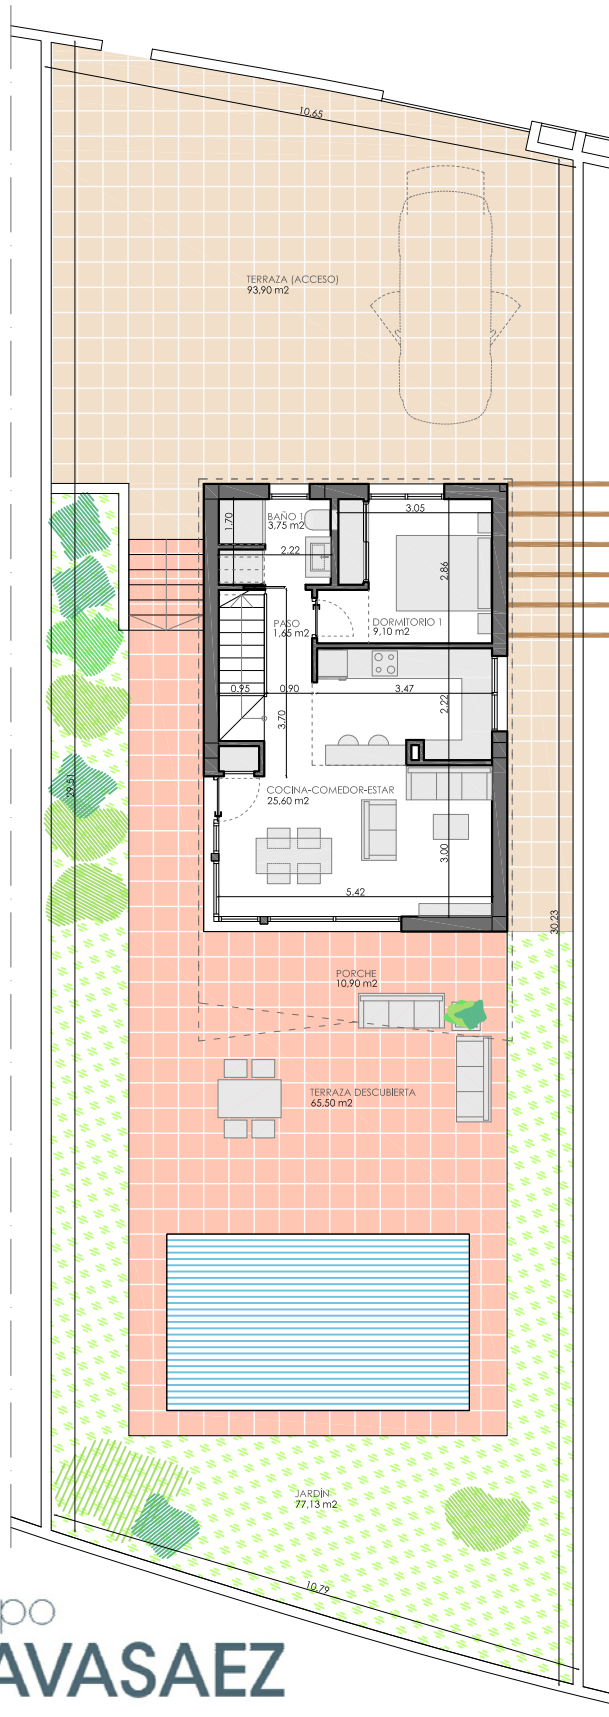 10.65
TERRAZA (ACCESO)
93,90 m2
3.05
1.70
BAÑO 1
3,75 m2
2.22
2.86
PASO
1,65 m2
DORMITORIO 1
9,10 m2
0.95
0.90
3.47
2.22
3.70
29.51
COCINA-COMEDOR-ESTAR
25,60 m2
3.00
5.42
30.23
PORCHE
10,90 m2
TERRAZA DESCUBIERTA
65,50 m2
JARDÍN
77,13 m2
10.79
po
AVASAEZ